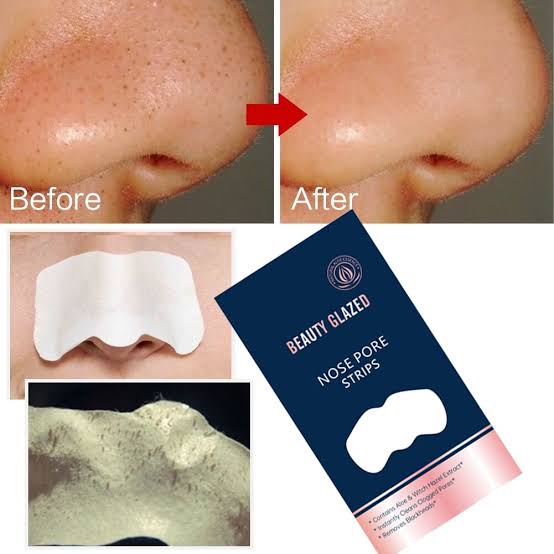 Before
After
BEAUTY GLAZED
NOSE PORE
STRIPS
* Contains Aloe & Witch Hazel Extract*
* Instantly Cleans Clogged Pores*
* Removes Blackheads*